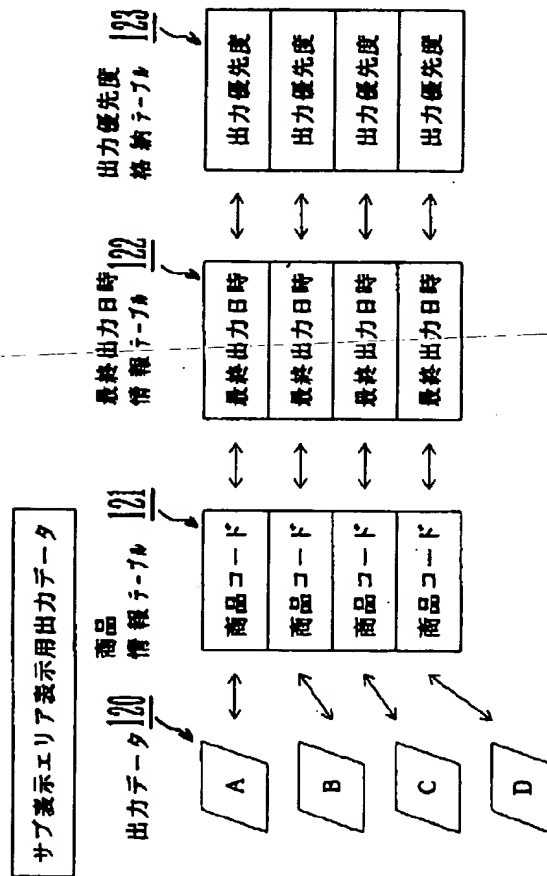 サブ表示エリア表示用出力データ
出力データ 120
商品
情報テーブル 121
最終出力日時
情報テーブル 122
出力優先度
格納テーブル 123
A
商品コード
最終出力日時
出力優先度
B
商品コード
最終出力日時
出力優先度
C
商品コード
最終出力日時
出力優先度
D
商品コード
最終出力日時
出力優先度